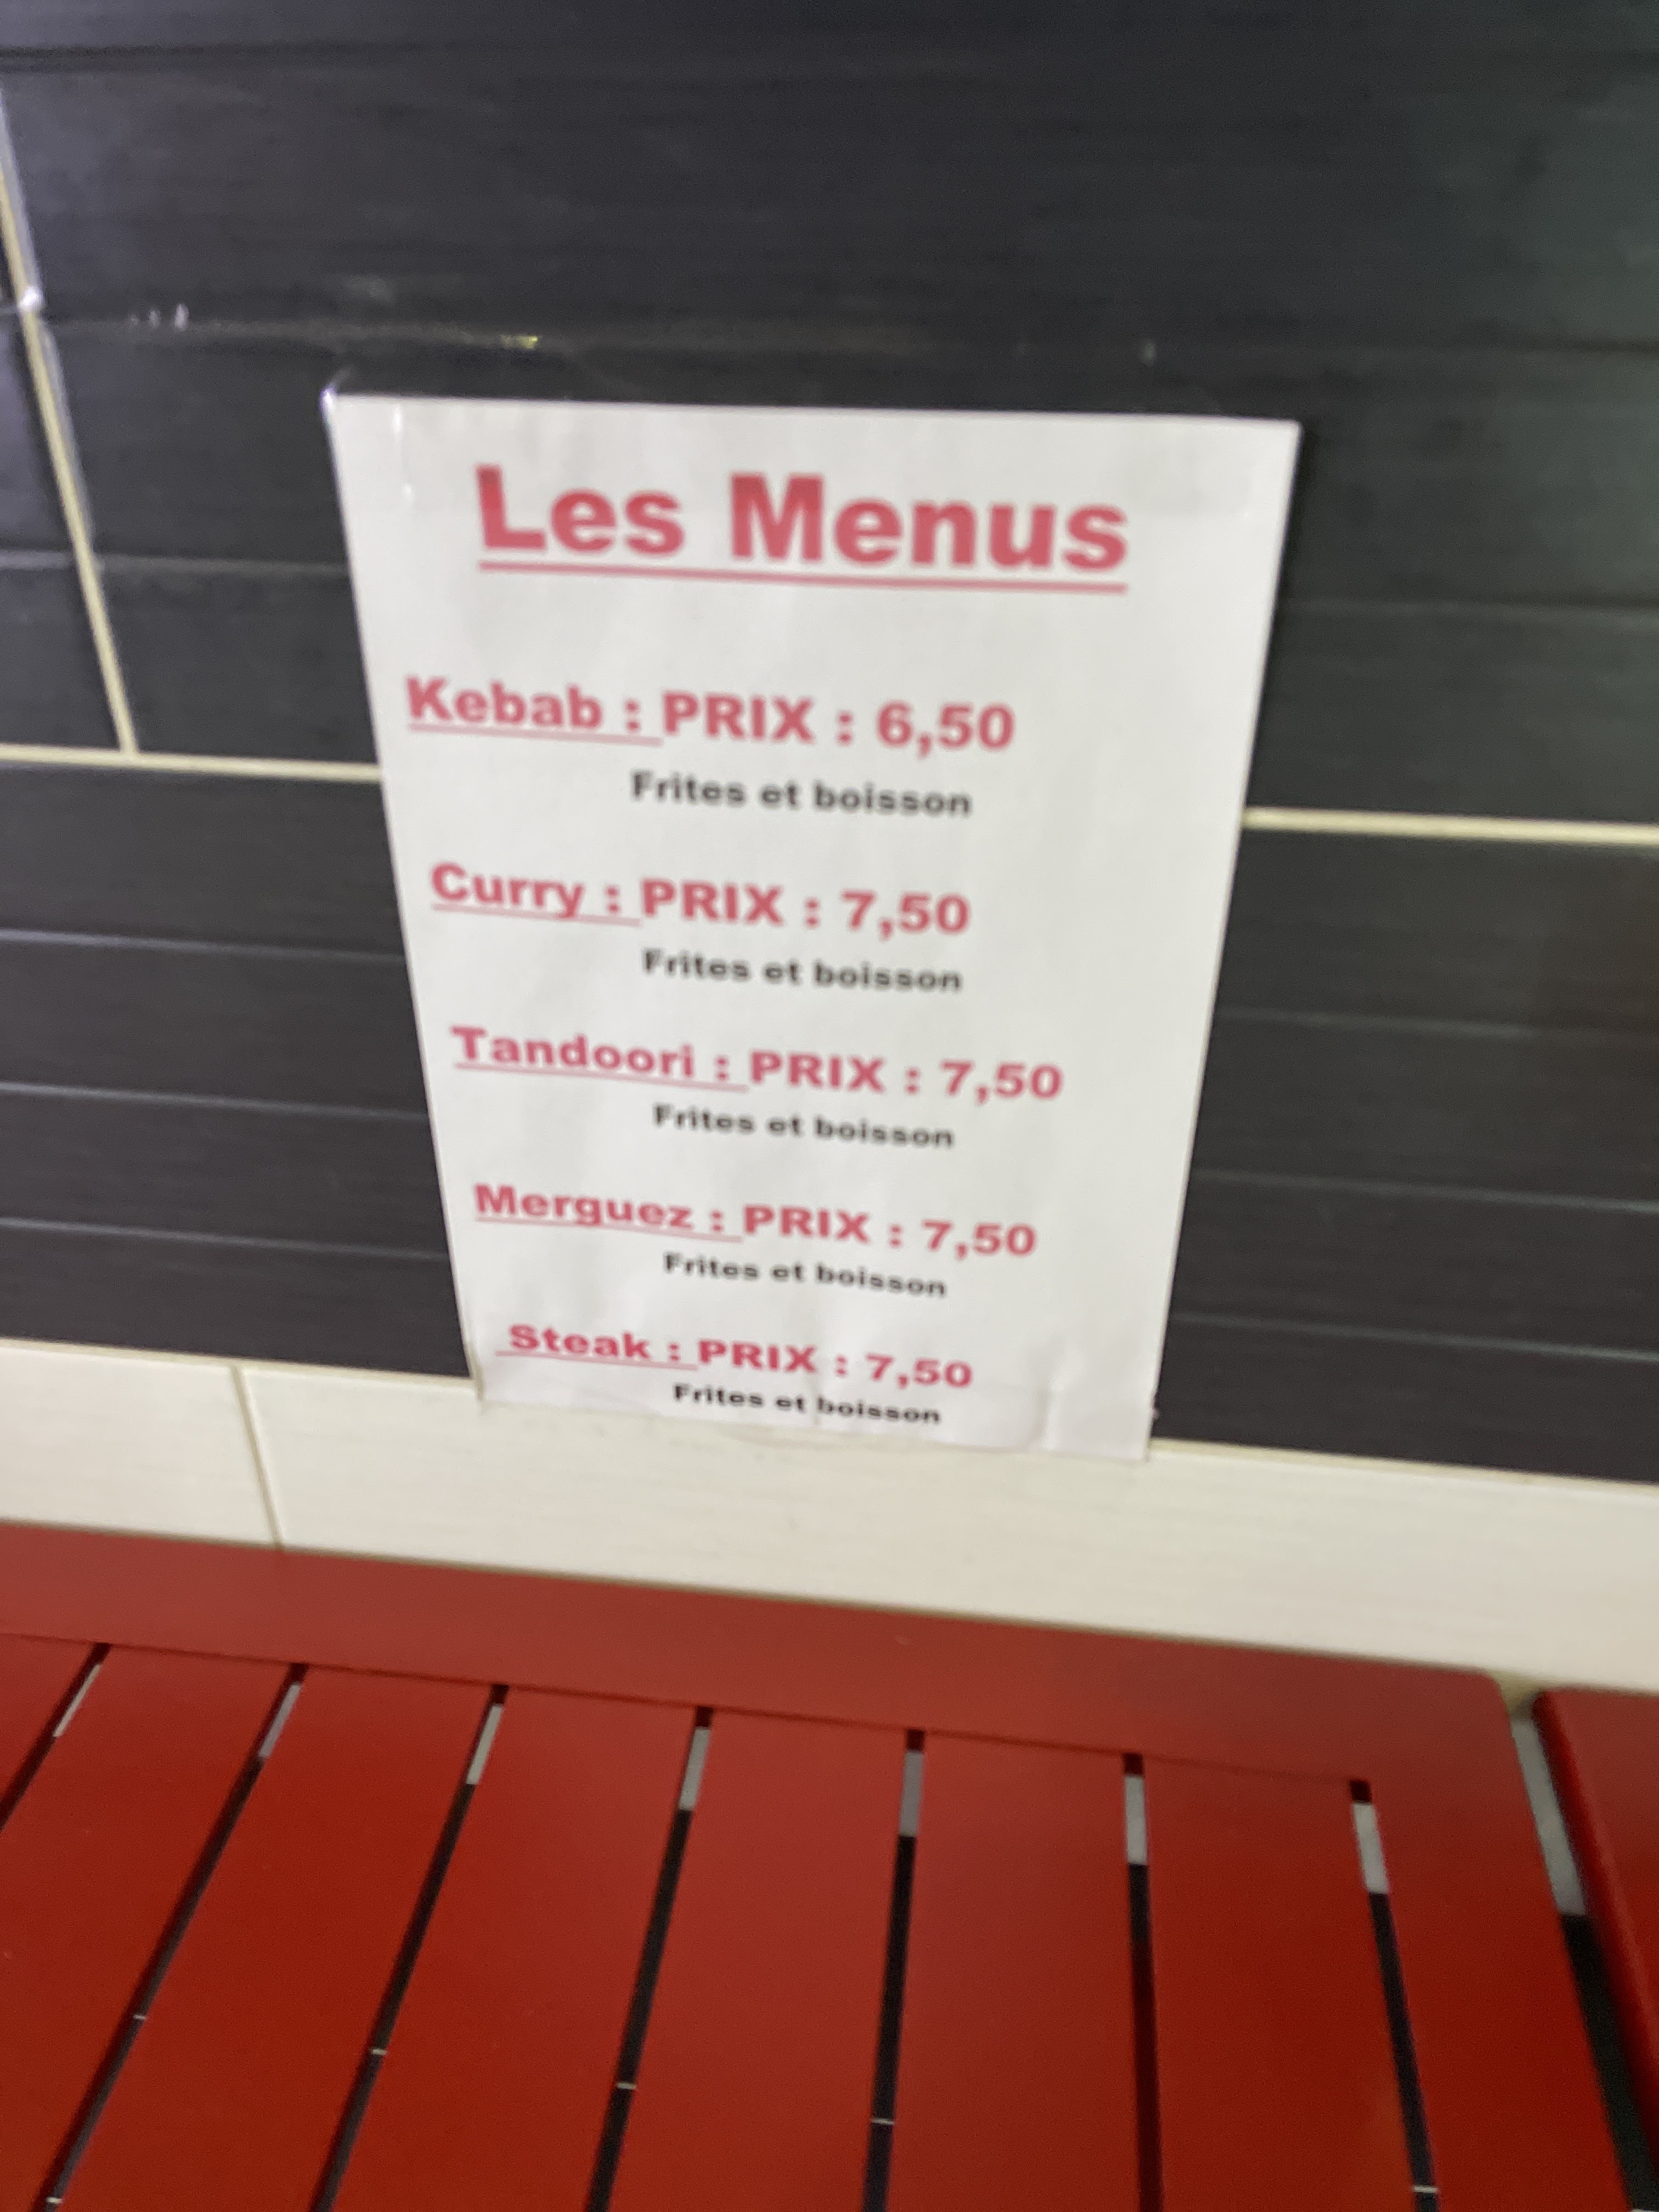 Les Menus
Kebab : PRIX : 6,50
Frites et boisson
Curry : PRIX : 7,50
Frites et boisson
Tandoori : PRIX : 7,50
Frites et boisson
Merguez : PRIX : 7,50
Frites et boisson
Steak : PRIX : 7,50
Frites et boisson